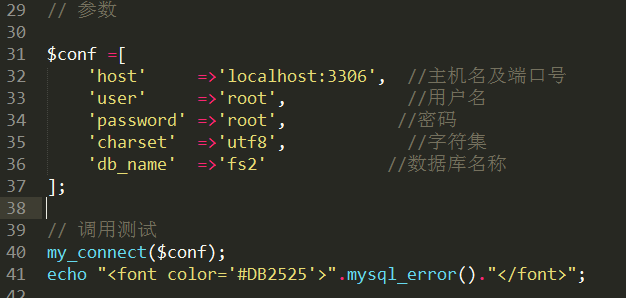 29 // 参数
30
31 $conf =[
32     'host'     =>'localhost:3306',  //主机名及端口号
33     'user'     =>'root',            //用户名
34     'password' =>'root',           //密码
35     'charset'  =>'utf8',            //字符集
36     'db_name'  =>'fs2'            //数据库名称
37 ];
38
39 // 调用测试
40 my_connect($conf);
41 echo "<font color='#DB2525'>".mysql_error()."</font>";
42